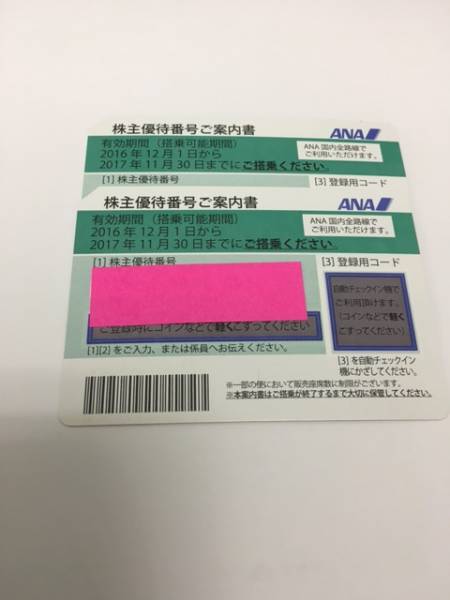 株主優待番号ご案内書
ANA
有効期間（搭乗可能期間）
2016年12月1日から
2017年11月30日までにご搭乗ください。
ANA 国内全路線で
ご利用いただけます。
[1] 株主優待番号
[3] 登録用コード
株主優待番号ご案内書
ANA
有効期間（搭乗可能期間）
2016年12月1日から
2017年11月30日までにご搭乗ください。
ANA 国内全路線で
ご利用いただけます。
[1] 株主優待番号
[3] 登録用コード
自動チェックイン機で
ご利用頂けます。
（コインなどで軽く
こすってください）
ご登録時にコインなどで軽くこすってください
[1][2] をご入力、または係員へお伝えください。
[3] を自動チェックイン
機にかざしてください。
※一部の便において販売座席数に制限がございます。
※本案内書はご搭乗が終了するまで大切に保管してください。